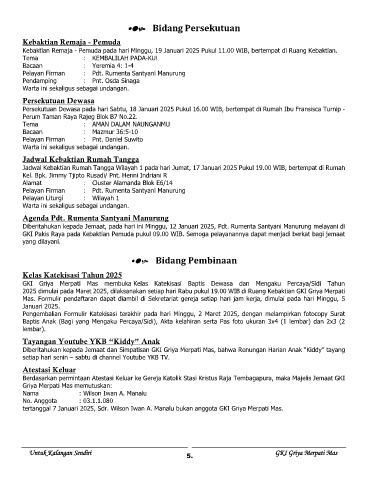 Bidang Persekutuan
Kebaktian Remaja - Pemuda
Kebaktian Remaja - Pemuda pada hari Minggu, 19 Januari 2025 Pukul 11.00 WIB, bertempat di Ruang Kebaktian.
Tema : KEMBALILAH PADA-KU!
Bacaan : Yeremia 4: 1-4
Pelayan Firman : Pdt. Rumenta Santyani Manurung
Pendamping : Pnt. Osda Sinaga
Warta ini sekaligus sebagai undangan.
Persekutuan Dewasa
Persekutuan Dewasa pada hari Sabtu, 18 Januari 2025 Pukul 16.00 WIB, bertempat di Rumah Ibu Fransisca Turnip -
Perum Taman Raya Rajeg Blok B7 No.22.
Tema : AMAN DALAM NAUNGANMU
Bacaan : Mazmur 36:5-10
Pelayan Firman : Pnt. Daniel Suwito
Warta ini sekaligus sebagai undangan.
Jadwal Kebaktian Rumah Tangga
Jadwal Kebaktian Rumah Tangga Wilayah 1 pada hari Jumat, 17 Januari 2025 Pukul 19.00 WIB, bertempat di Rumah
Kel. Bpk. Jimmy Tjipto Rusadi/ Pnt. Henni Indriani R
Alamat : Cluster Alamanda Blok E6/14
Pelayan Firman : Pdt. Rumenta Santyani Manurung
Pelayan Liturgi : Wilayah 1
Warta ini sekaligus sebagai undangan.
Agenda Pdt. Rumenta Santyani Manurung
Diberitahukan kepada Jemaat, pada hari ini Minggu, 12 Januari 2025, Pdt. Rumenta Santyani Manurung melayani di
GKI Pakis Raya pada Kebaktian Pemuda pukul 09.00 WIB. Semoga pelayanannya dapat menjadi berkat bagi jemaat
yang dilayani.
Bidang Pembinaan
Kelas Katekisasi Tahun 2025
GKI Griya Merpati Mas membuka Kelas Katekisasi Baptis Dewasa dan Mengaku Percaya/Sidi Tahun
2025 dimulai pada Maret 2025, dilaksanakan setiap hari Rabu pukul 19.00 WIB di Ruang Kebaktian GKI Griya Merpati
Mas. Formulir pendaftaran dapat diambil di Sekretariat gereja setiap hari jam kerja, dimulai pada hari Minggu, 5
Januari 2025.
Pengembalian Formulir Katekisasi terakhir pada hari Minggu, 2 Maret 2025, dengan melampirkan fotocopy Surat
Baptis Anak (Bagi yang Mengaku Percaya/Sidi), Akta kelahiran serta Pas foto ukuran 3x4 (1 lembar) dan 2x3 (2
lembar).
Tayangan Youtube YKB "Kiddy" Anak
Diberitahukan kepada Jemaat dan Simpatisan GKI Griya Merpati Mas, bahwa Renungan Harian Anak "Kiddy" tayang
setiap hari senin – sabtu di channel Youtube YKB TV.
Atestasi Keluar
Berdasarkan permintaan Atestasi Keluar ke Gereja Katolik Stasi Kristus Raja Tembagapura, maka Majelis Jemaat GKI
Griya Merpati Mas memutuskan:
Nama : Wilson Iwan A. Manalu
No. Anggota : 03.1.1.080
tertanggal 7 Januari 2025, Sdr. Wilson Iwan A. Manalu bukan anggota GKI Griya Merpati Mas.
Untuk Kalangan Sendiri
5.
GKI Griya Merpati Mas